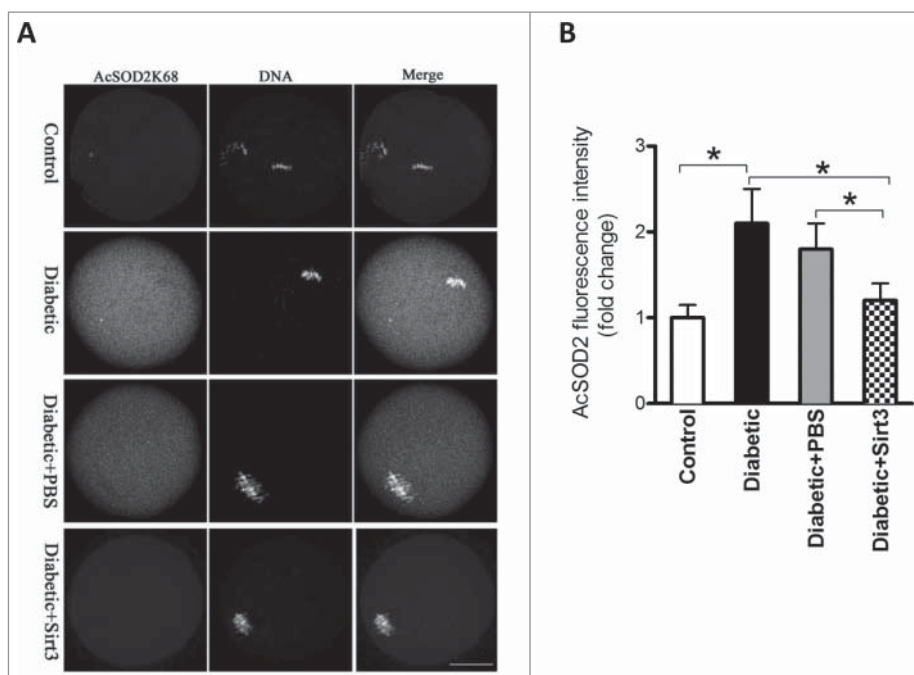 A
AcSOD2K68 DNA Merge
Control
Diabetic
Diabetic+PBS
Diabetic+Sirt3
B
AcSOD2 fluorescence intensity
(fold change)
3
2
1
0
*
*
*
Control
Diabetic
Diabetic+PBS
Diabetic+Sirt3